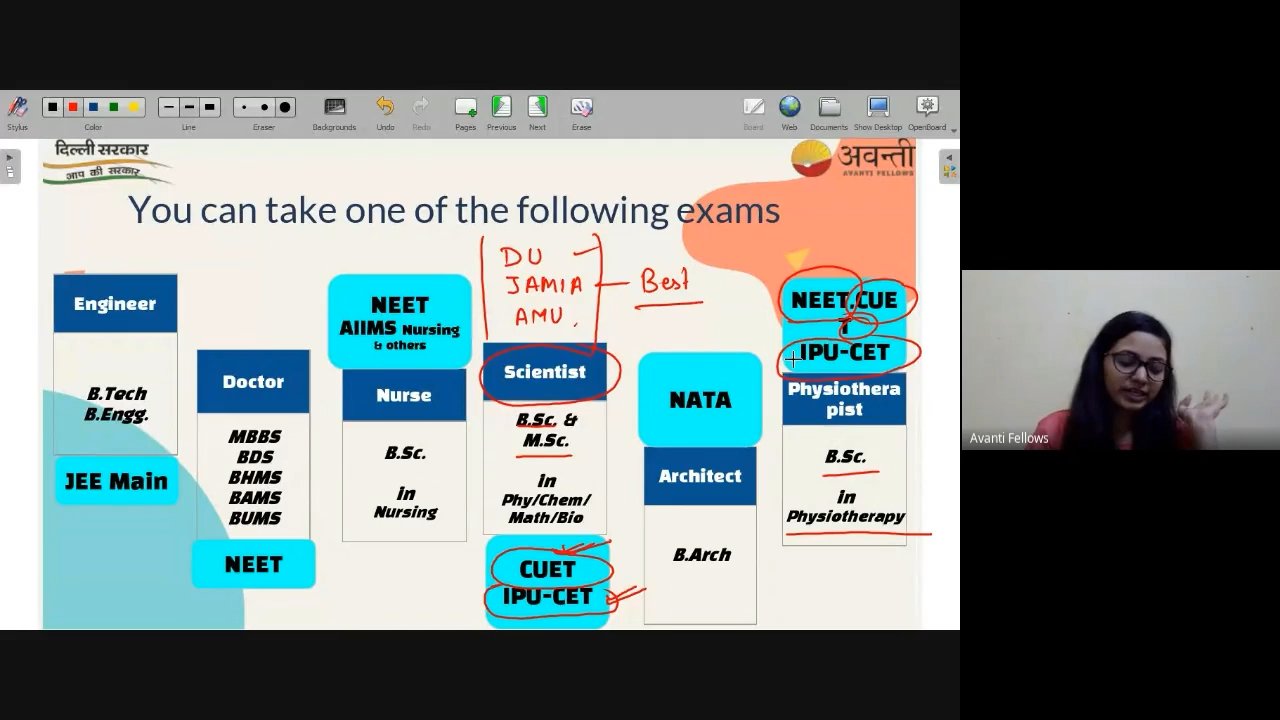 Stylus
Color
Line
Eraser
Backgrounds
Undo
Redo
Pages
Previous
Next
Erase
Board
Web
Documents
Show Desktop
OpenBoard
दिल्ली सरकार
आप की सरकार
अवन्ती
AVANTI FELLOWS
You can take one of the following exams
Engineer
B.Tech
B.Engg.
JEE Main
Doctor
MBBS
BDS
BHMS
BAMS
BUMS
NEET
NEET
AIIMS Nursing
& others
Nurse
B.Sc.
in
Nursing
DU
JAMIA
AMU.
Best
Scientist
B.Sc. &
M.Sc.
in
Phy/Chem/
Math/Bio
CUET
IPU-CET
NATA
Architect
B.Arch
NEET,CUE
T
IPU-CET
Physiothera
pist
B.Sc.
in
Physiotherapy
Avanti Fellows